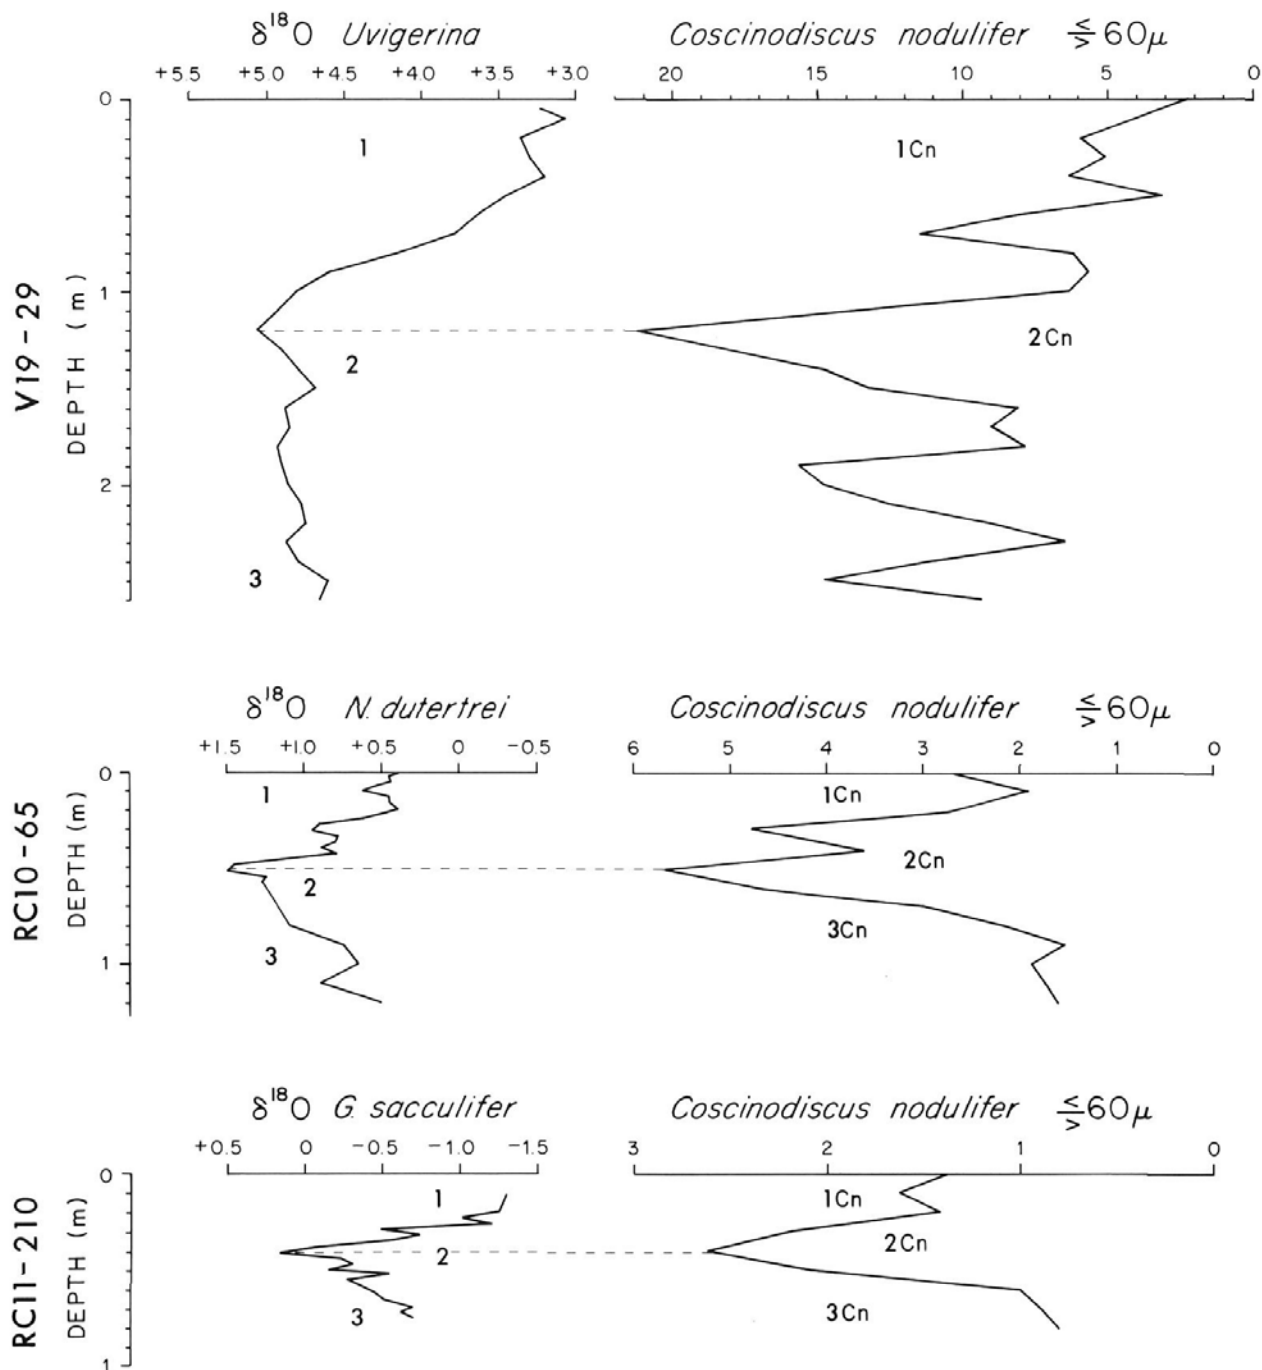 δ18O Uvigerina
Coscinodiscus nodulifer ≶ 60μ
+5.5 +5.0 +4.5 +4.0 +3.5 +3.0
20 15 10 5 0
0
1
1Cn
V19-29
DEPTH (m)
1
2
2Cn
2
3
δ18O N. dutertrei
Coscinodiscus nodulifer ≶ 60μ
+1.5 +1.0 +0.5 0 -0.5
6 5 4 3 2 1 0
0
1
1Cn
RC10-65
DEPTH (m)
2
2Cn
3
3Cn
1
δ18O G. sacculifer
Coscinodiscus nodulifer ≶ 60μ
+0.5 0 -0.5 -1.0 -1.5
3 2 1 0
0
1
1Cn
RC11-210
DEPTH (m)
2
2Cn
3
3Cn
1